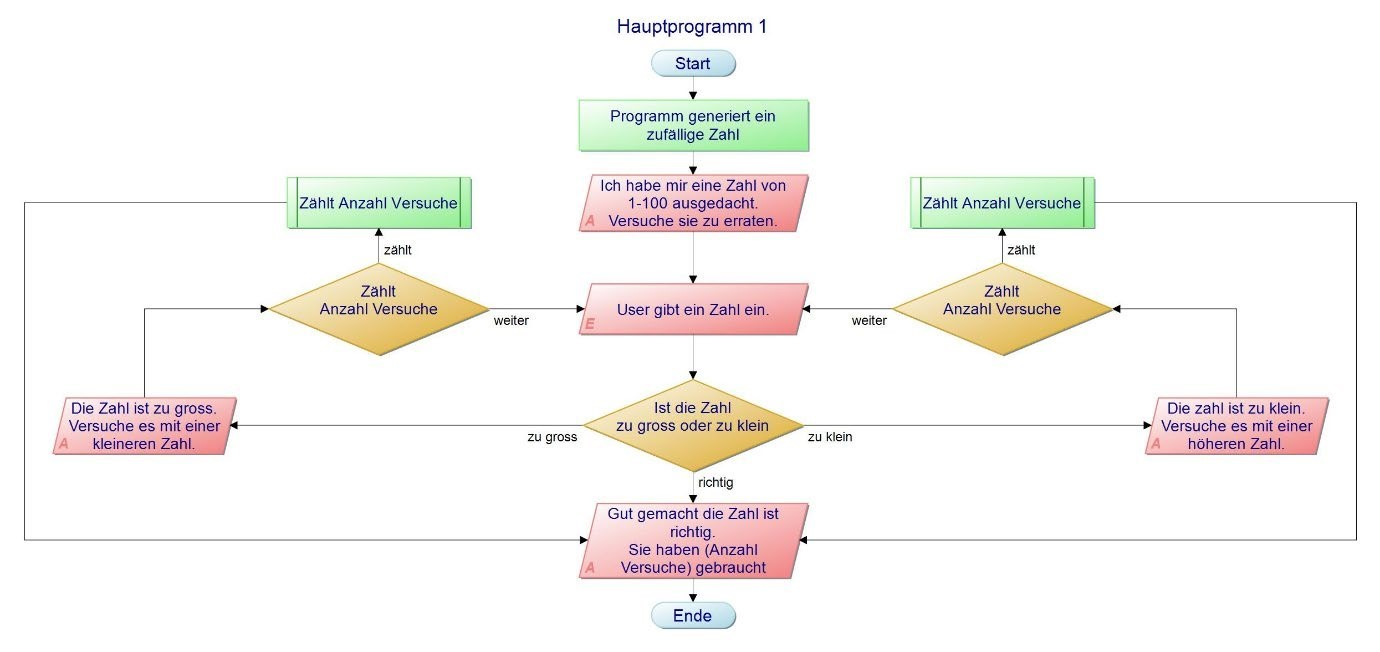 Hauptprogramm 1
Start
Programm generiert ein
zufällige Zahl
Ich habe mir eine Zahl von
1-100 ausgedacht.
Versuche sie zu erraten.
A
Zählt Anzahl Versuche
Zählt Anzahl Versuche
zählt
zählt
Zählt
Anzahl Versuche
weiter
User gibt ein Zahl ein.
E
weiter
Zählt
Anzahl Versuche
Die Zahl ist zu gross.
Versuche es mit einer
kleineren Zahl.
A
zu gross
Ist die Zahl
zu gross oder zu klein
zu klein
Die zahl ist zu klein.
Versuche es mit einer
höheren Zahl.
A
richtig
Gut gemacht die Zahl ist
richtig.
Sie haben (Anzahl
Versuche) gebraucht
A
Ende